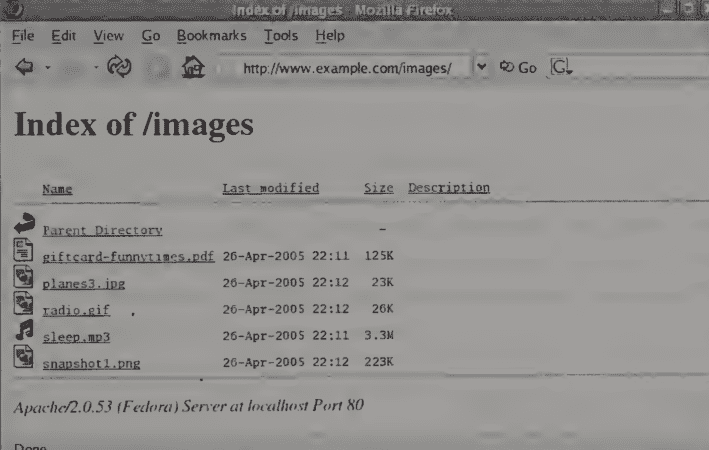 Index of /images - Mozilla Firefox
File Edit View Go Bookmarks Tools Help
http://www.example.com/images/ Go G
Index of /images
Name Last modified Size Description
Parent Directory -
giftcard-funnytimes.pdf 26-Apr-2005 22:11 125K
planes3.jpg 26-Apr-2005 22:12 23K
radio.gif 26-Apr-2005 22:12 26K
sleep.mp3 26-Apr-2005 22:11 3.3M
snapshot1.png 26-Apr-2005 22:12 223K
Apache/2.0.53 (Fedora) Server at localhost Port 80
Done